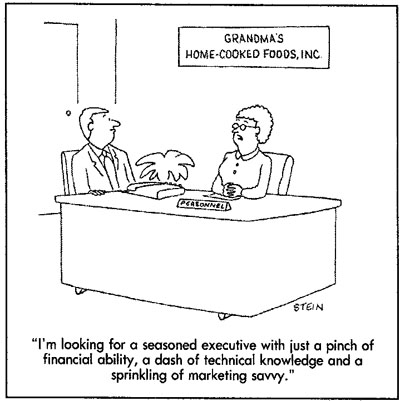 GRANDMA'S
HOME-COOKED FOODS, INC.
PERSONNEL
STEIN
"I'm looking for a seasoned executive with just a pinch of
financial ability, a dash of technical knowledge and a
sprinkling of marketing savvy."